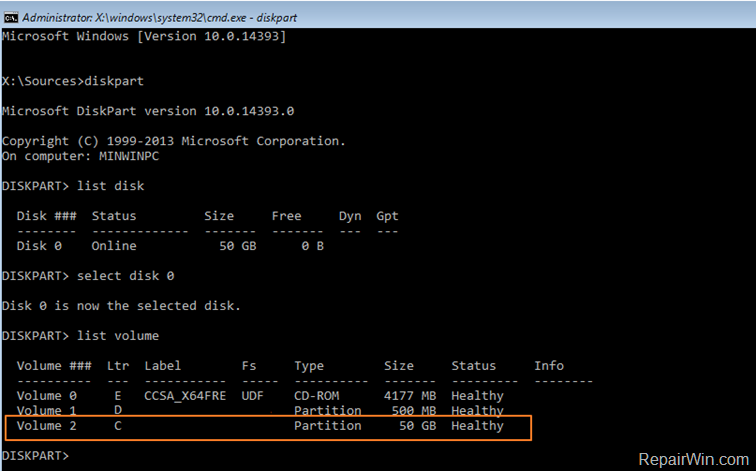 Administrator: X:\windows\system32\cmd.exe - diskpart
Microsoft Windows [Version 10.0.14393]
X:\Sources>diskpart
Microsoft DiskPart version 10.0.14393.0
Copyright (C) 1999-2013 Microsoft Corporation.
On computer: MINWINPC
DISKPART> list disk
  Disk ###  Status         Size     Free     Dyn  Gpt
  --------  -------------  -------  -------  ---  ---
  Disk 0    Online           50 GB      0 B
DISKPART> select disk 0
Disk 0 is now the selected disk.
DISKPART> list volume
  Volume ###  Ltr  Label        Fs     Type        Size     Status     Info
  ----------  ---  -----------  -----  ----------  -------  ---------  --------
  Volume 0     E   CCSA_X64FRE  UDF    CD-ROM      4177 MB  Healthy
  Volume 1     D                       Partition    500 MB  Healthy
  Volume 2     C                       Partition     50 GB  Healthy
DISKPART>
RepairWin.com